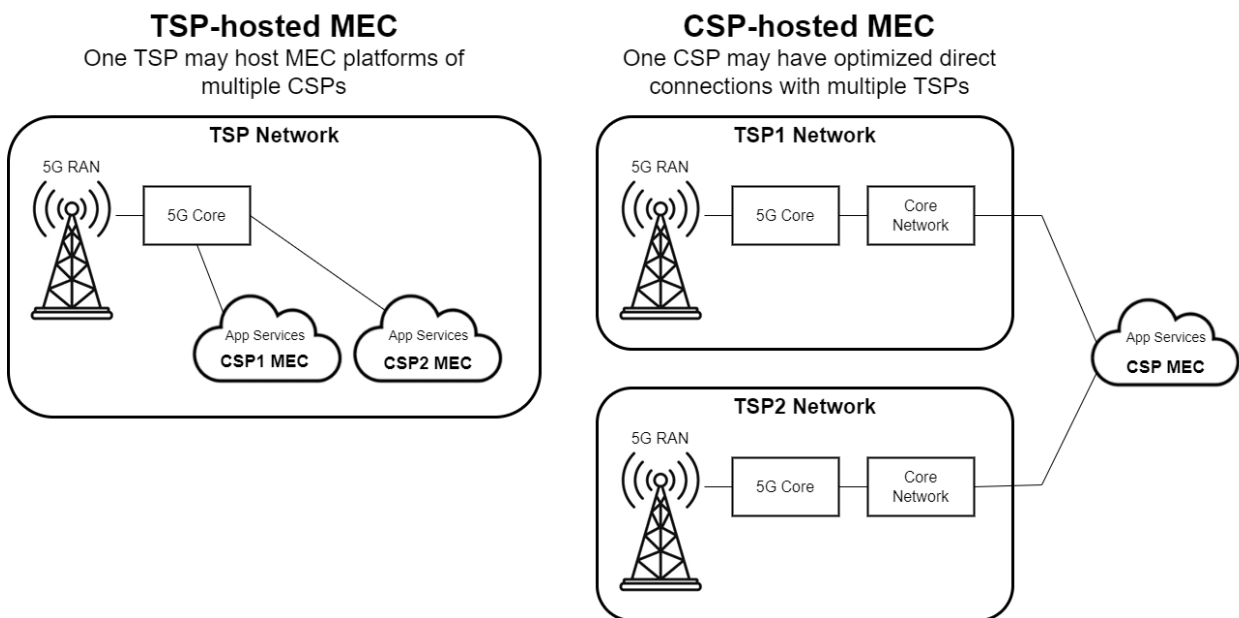 TSP-hosted MEC
One TSP may host MEC platforms of
multiple CSPs
TSP Network
5G RAN
5G Core
App Services
CSP1 MEC
App Services
CSP2 MEC
CSP-hosted MEC
One CSP may have optimized direct
connections with multiple TSPs
TSP1 Network
5G RAN
5G Core
Core
Network
App Services
CSP MEC
TSP2 Network
5G RAN
5G Core
Core
Network